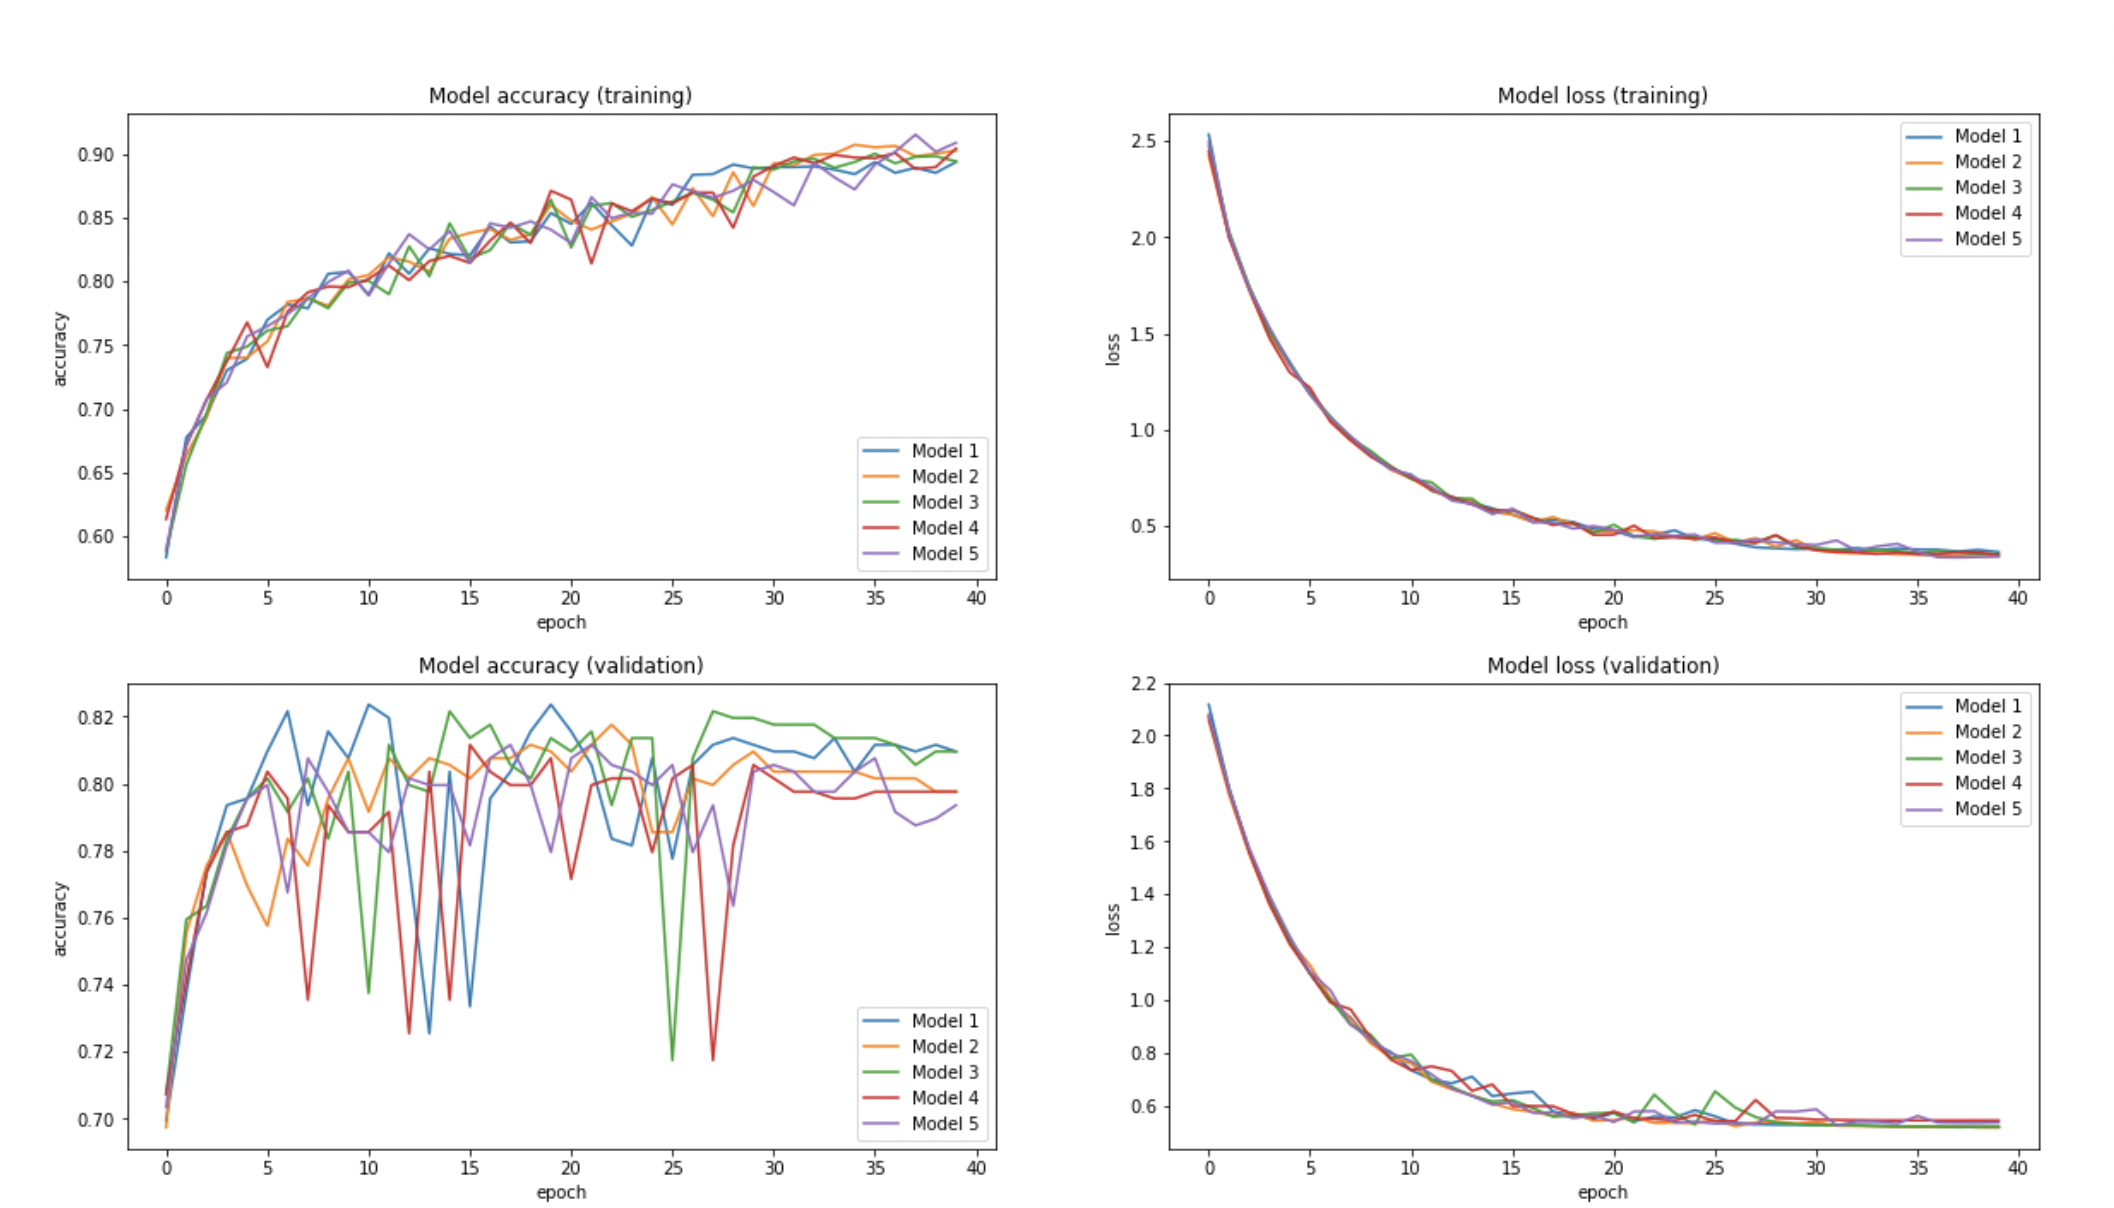 Model accuracy (training)
accuracy
0.90
0.85
0.80
0.75
0.70
0.65
0.60
Model 1
Model 2
Model 3
Model 4
Model 5
0 5 10 15 20 25 30 35 40
epoch
Model loss (training)
loss
2.5
2.0
1.5
1.0
0.5
Model 1
Model 2
Model 3
Model 4
Model 5
0 5 10 15 20 25 30 35 40
epoch
Model accuracy (validation)
accuracy
0.82
0.80
0.78
0.76
0.74
0.72
0.70
Model 1
Model 2
Model 3
Model 4
Model 5
0 5 10 15 20 25 30 35 40
epoch
Model loss (validation)
loss
2.2
2.0
1.8
1.6
1.4
1.2
1.0
0.8
0.6
Model 1
Model 2
Model 3
Model 4
Model 5
0 5 10 15 20 25 30 35 40
epoch